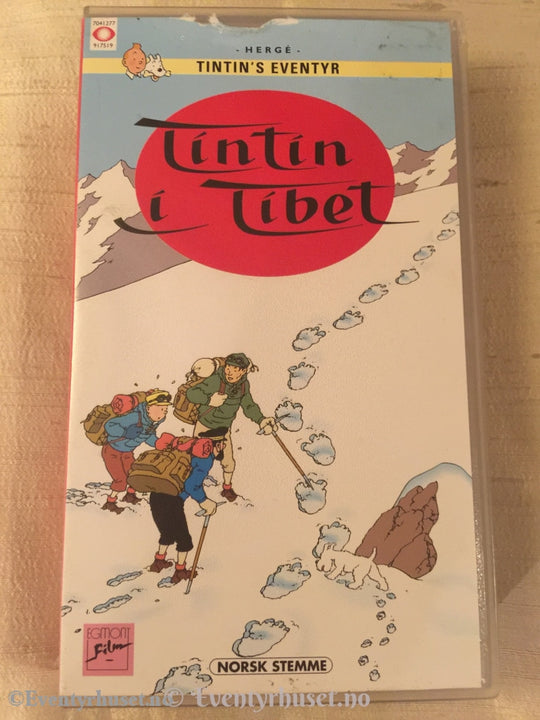 7041277
917519
- HERGÉ -
TINTIN'S EVENTYR
Tintin
i Tibet
EGMONT
film
NORSK STEMME
©Eventyrhuset.no
©Eventyrhuset.no